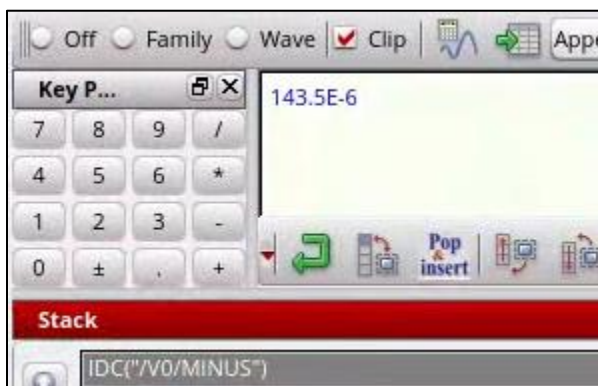 Off Family Wave Clip
Key P...
143.5E-6
7 8 9 /
4 5 6 *
1 2 3 -
0 ± . +
Pop
&
insert
Stack
IDC("/V0/MINUS")